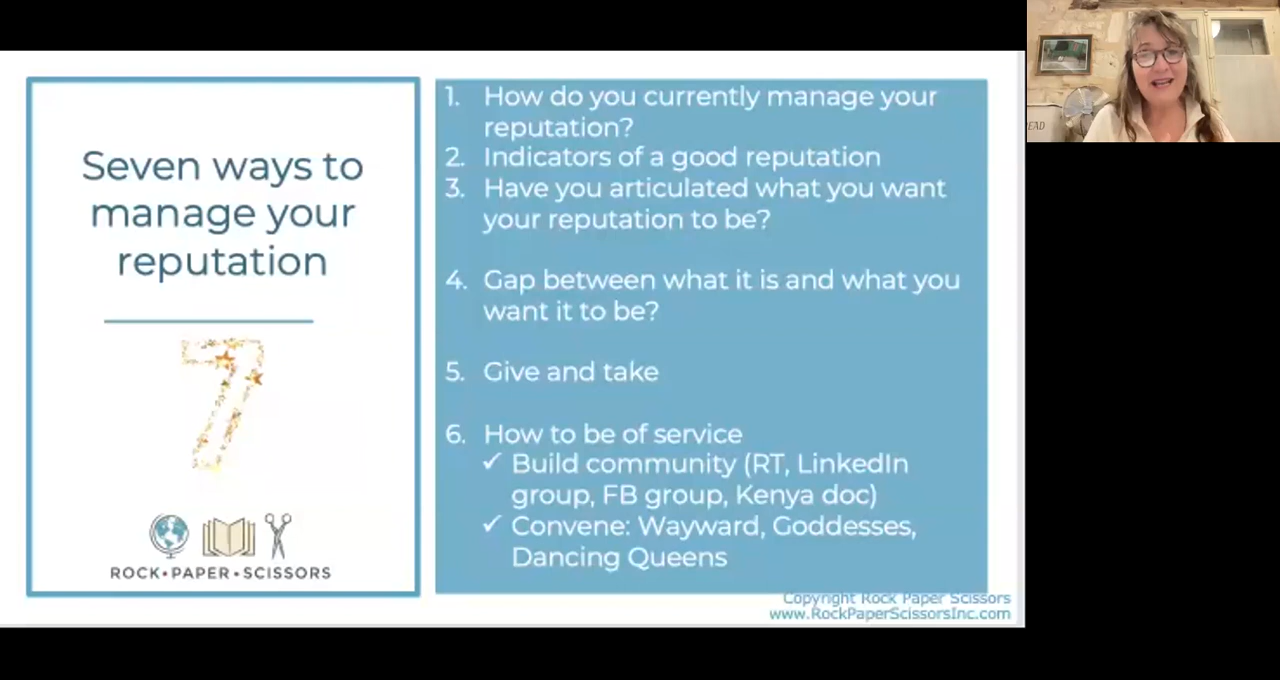 Seven ways to
manage your
reputation
7
ROCK•PAPER•SCISSORS
1. How do you currently manage your
reputation?
2. Indicators of a good reputation
3. Have you articulated what you want
your reputation to be?
4. Gap between what it is and what you
want it to be?
5. Give and take
6. How to be of service
✓ Build community (RT, LinkedIn
group, FB group, Kenya doc)
✓ Convene: Wayward, Goddesses,
Dancing Queens
Copyright Rock Paper Scissors
www.RockPaperScissorsInc.com
EAD